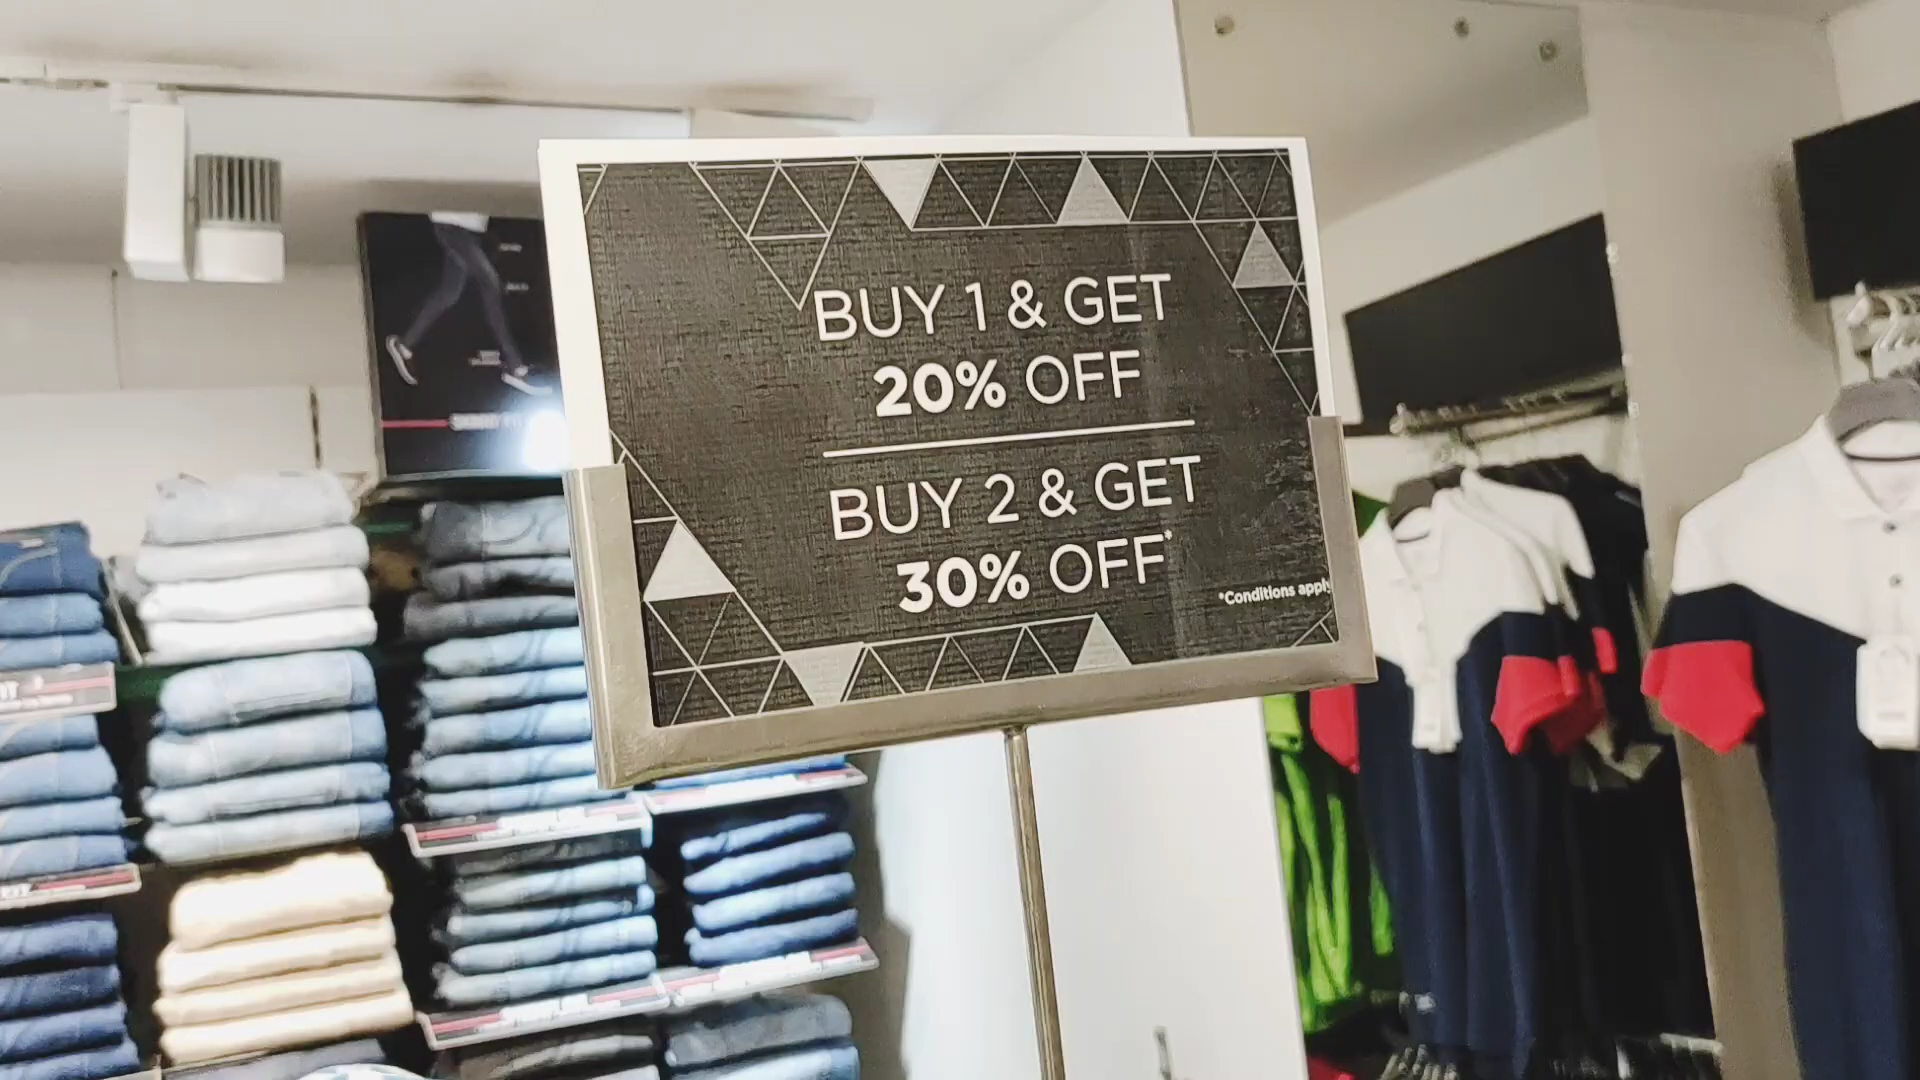 BUY 1 & GET
20% OFF
BUY 2 & GET
30% OFF*
*Conditions apply